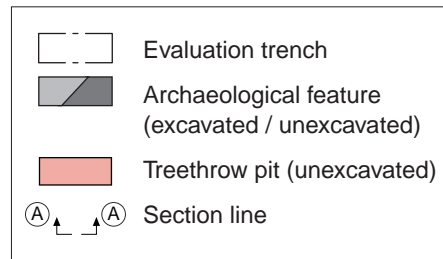 Evaluation trench
Archaeological feature
(excavated / unexcavated)
Treethrow pit (unexcavated)
A A Section line